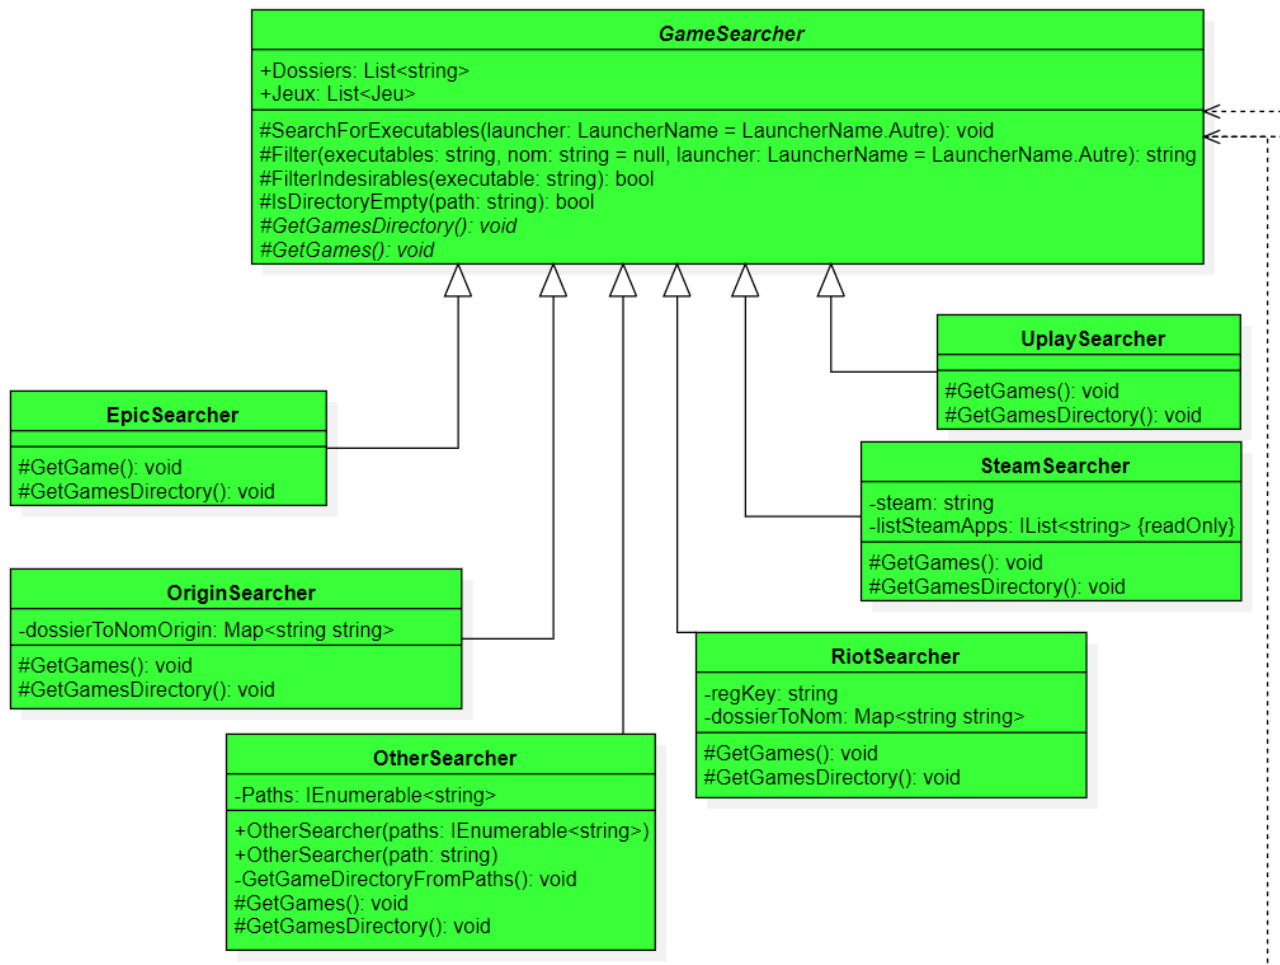 GameSearcher
+Dossiers: List<string>
+Jeux: List<Jeu>
#SearchForExecutables(launcher: LauncherName = LauncherName.Autre): void
#Filter(executables: string, nom: string = null, launcher: LauncherName = LauncherName.Autre): string
#FilterIndesirables(executable: string): bool
#IsDirectoryEmpty(path: string): bool
#GetGamesDirectory(): void
#GetGames(): void
UplaySearcher
#GetGames(): void
#GetGamesDirectory(): void
EpicSearcher
#GetGame(): void
#GetGamesDirectory(): void
SteamSearcher
-steam: string
-listSteamApps: IList<string> {readOnly}
#GetGames(): void
#GetGamesDirectory(): void
OriginSearcher
-dossierToNomOrigin: Map<string string>
#GetGames(): void
#GetGamesDirectory(): void
RiotSearcher
-regKey: string
-dossierToNom: Map<string string>
#GetGames(): void
#GetGamesDirectory(): void
OtherSearcher
-Paths: IEnumerable<string>
+OtherSearcher(paths: IEnumerable<string>)
+OtherSearcher(path: string)
-GetGameDirectoryFromPaths(): void
#GetGames(): void
#GetGamesDirectory(): void